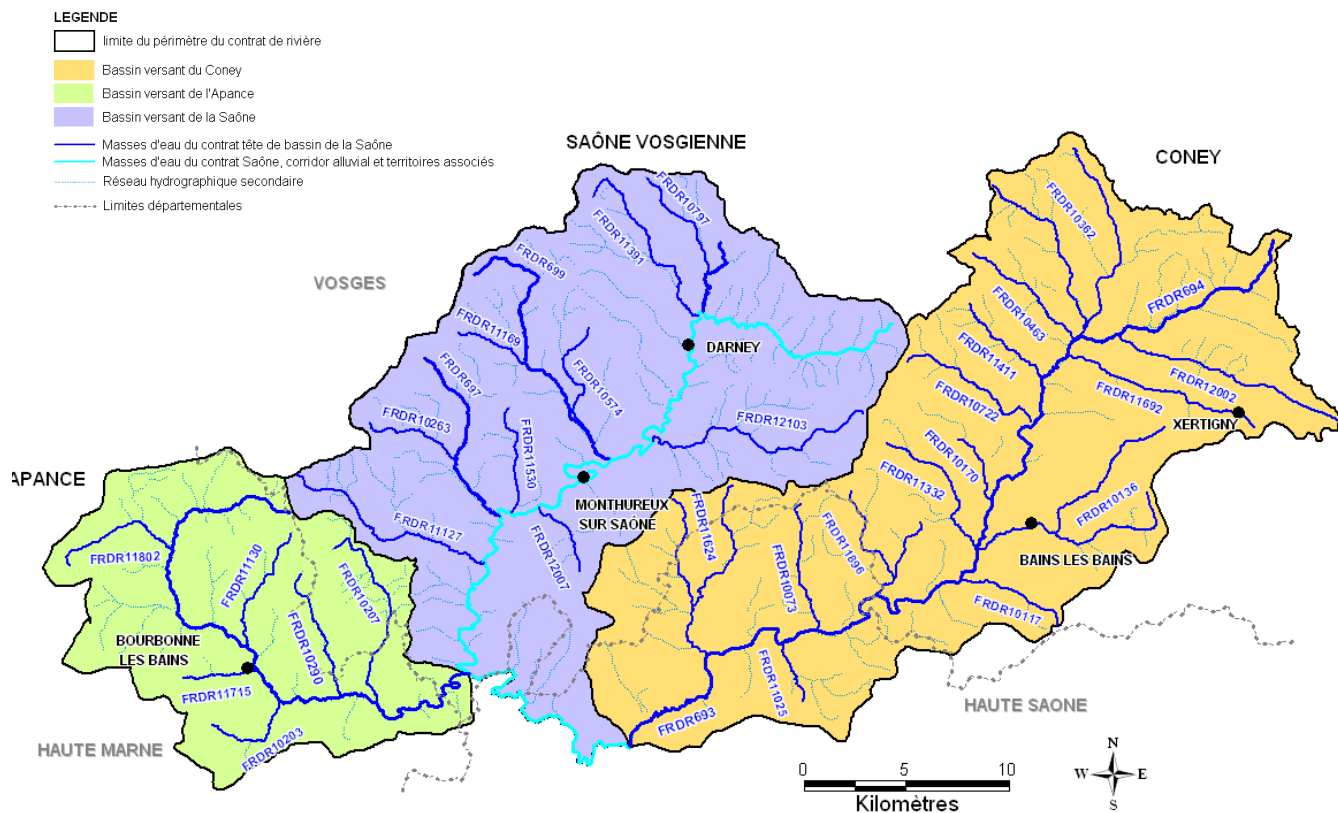 LEGENDE
limite du périmètre du contrat de rivière
Bassin versant du Coney
Bassin versant de l'Apance
Bassin versant de la Saône
Masses d'eau du contrat tête de bassin de la Saône
Masses d'eau du contrat Saône, corridor alluvial et territoires associés
Réseau hydrographique secondaire
Limites départementales
SAÔNE VOSGIENNE
CONEY
VOSGES
APANCE
HAUTE MARNE
HAUTE SAONE
FRDR10797
FRDR11391
FRDR699
FRDR11169
FRDR697
FRDR10574
FRDR10263
FRDR11530
FRDR12103
FRDR11127
FRDR12007
DARNEY
MONTHUREUX
SUR SAÔNE
FRDR10362
FRDR694
FRDR10463
FRDR11411
FRDR10722
FRDR12002
FRDR11692
XERTIGNY
FRDR10170
FRDR11332
FRDR10136
BAINS LES BAINS
FRDR11624
FRDR10073
FRDR11896
FRDR10117
FRDR11025
FRDR693
FRDR11802
FRDR11130
FRDR10207
FRDR10290
BOURBONNE
LES BAINS
FRDR11715
FRDR10203
0 5 10
Kilomètres
N
W E
S